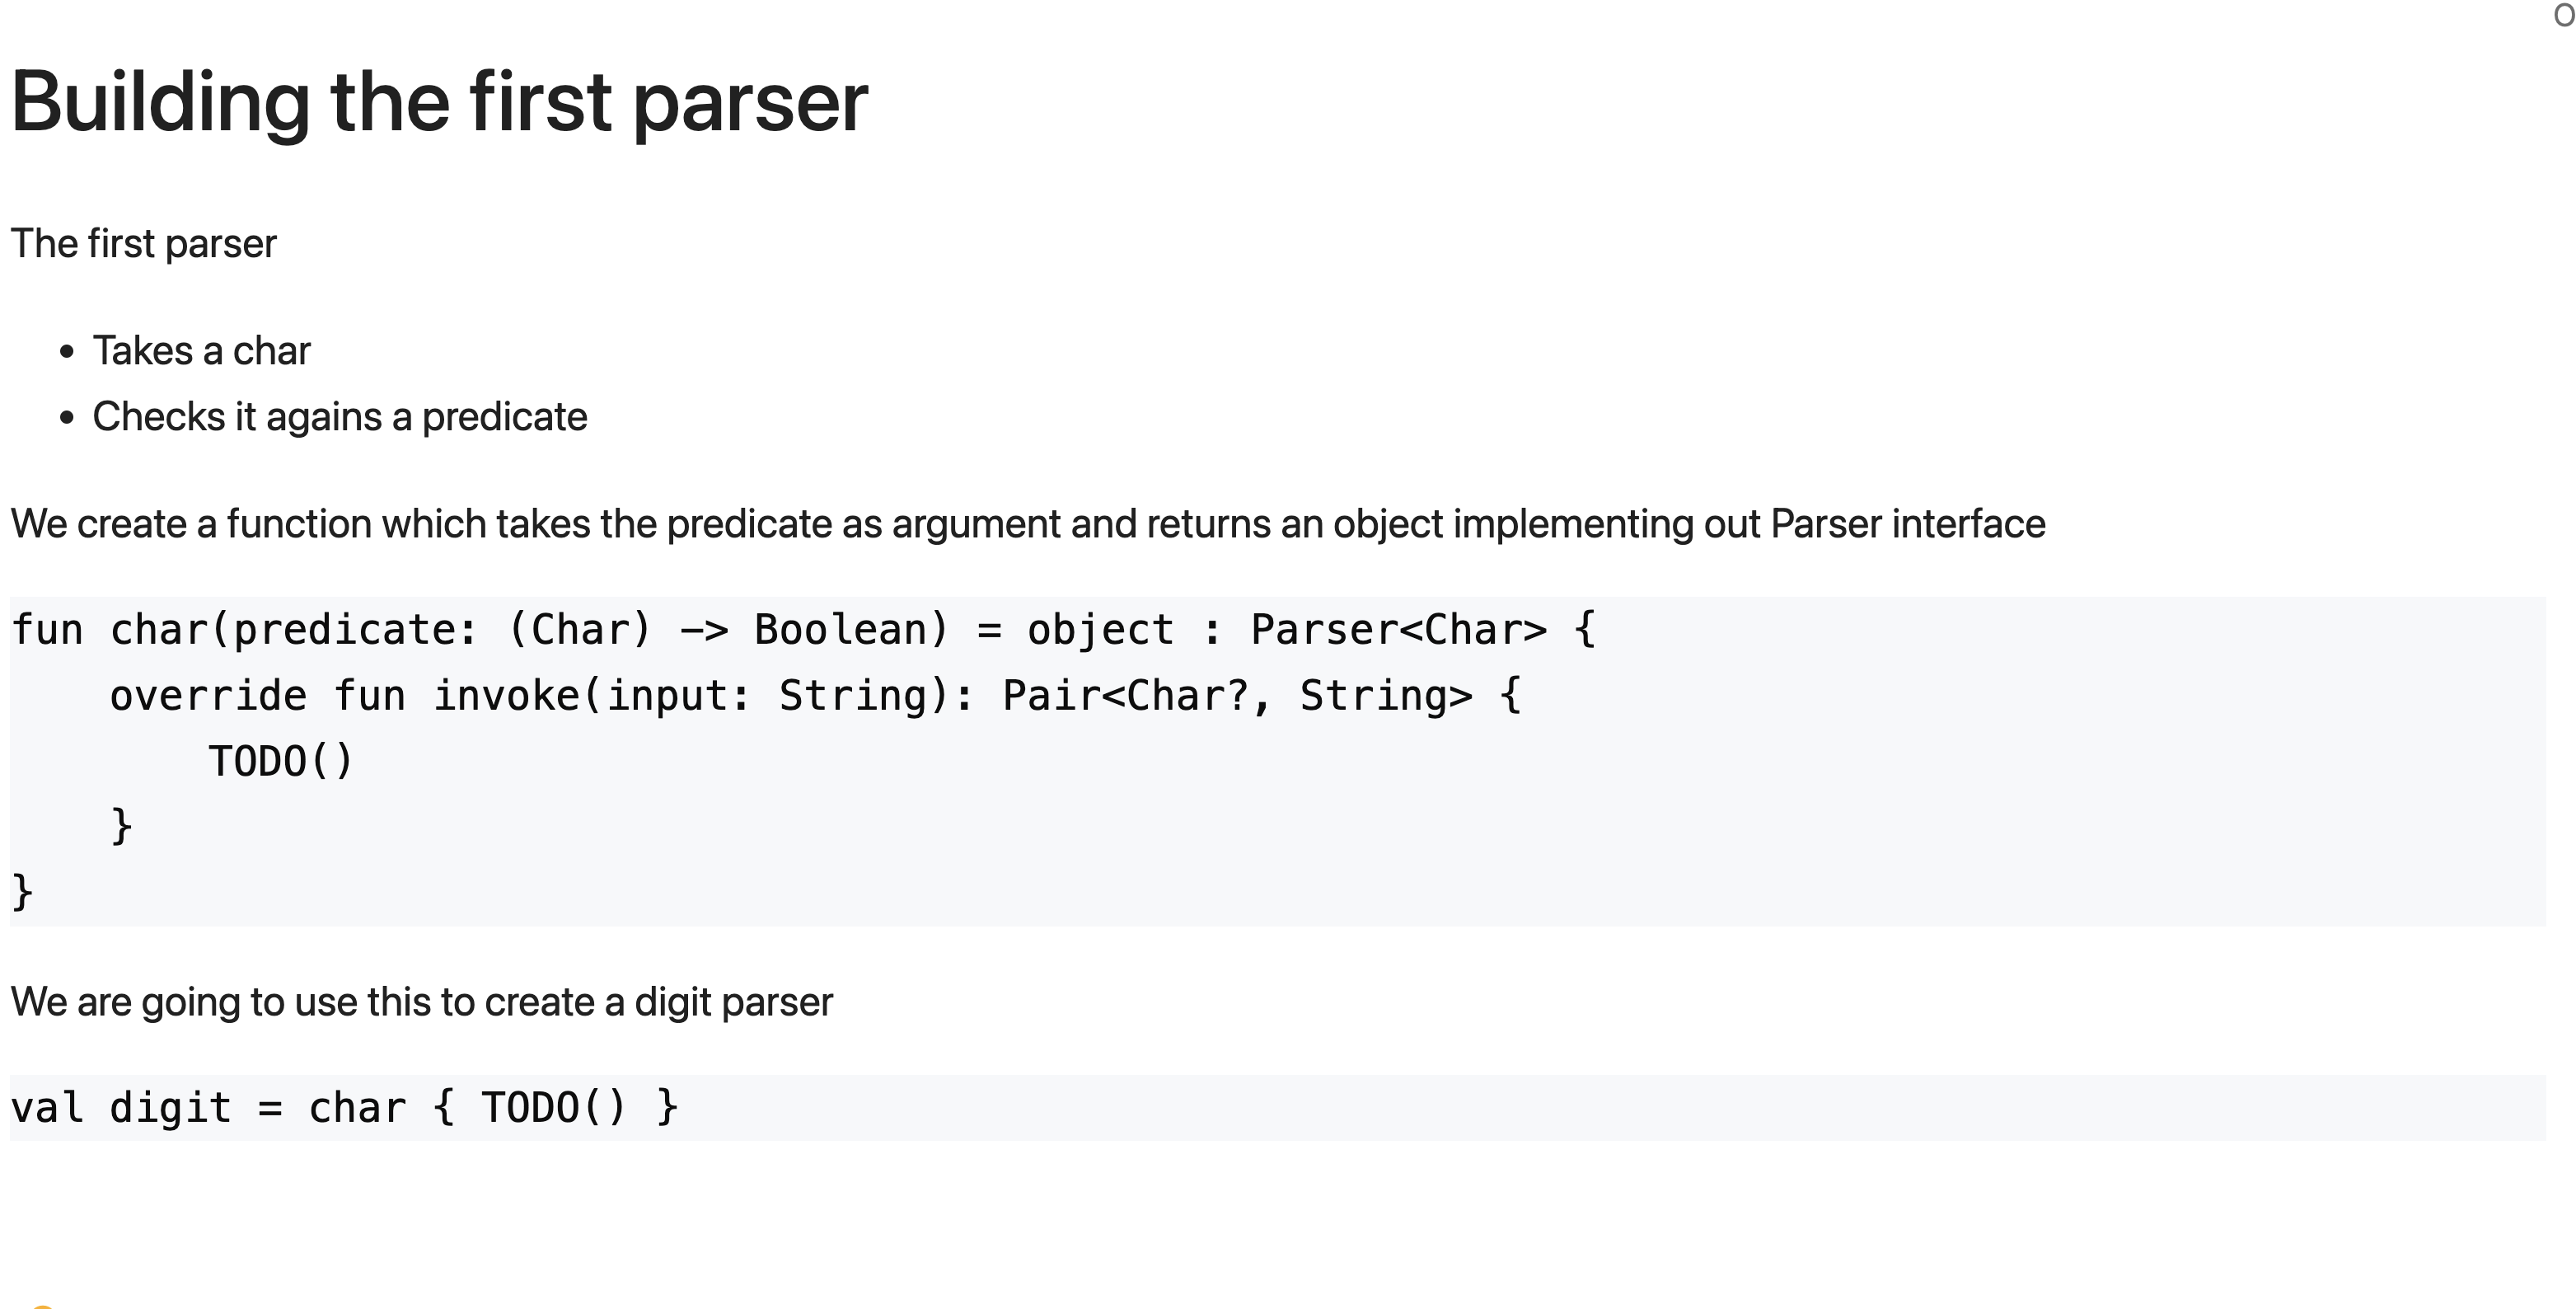 Building the first parser
The first parser
• Takes a char
• Checks it agains a predicate
We create a function which takes the predicate as argument and returns an object implementing out Parser interface
fun char(predicate: (Char) -> Boolean) = object : Parser<Char> {
    override fun invoke(input: String): Pair<Char?, String> {
        TODO()
    }
}
We are going to use this to create a digit parser
val digit = char { TODO() }